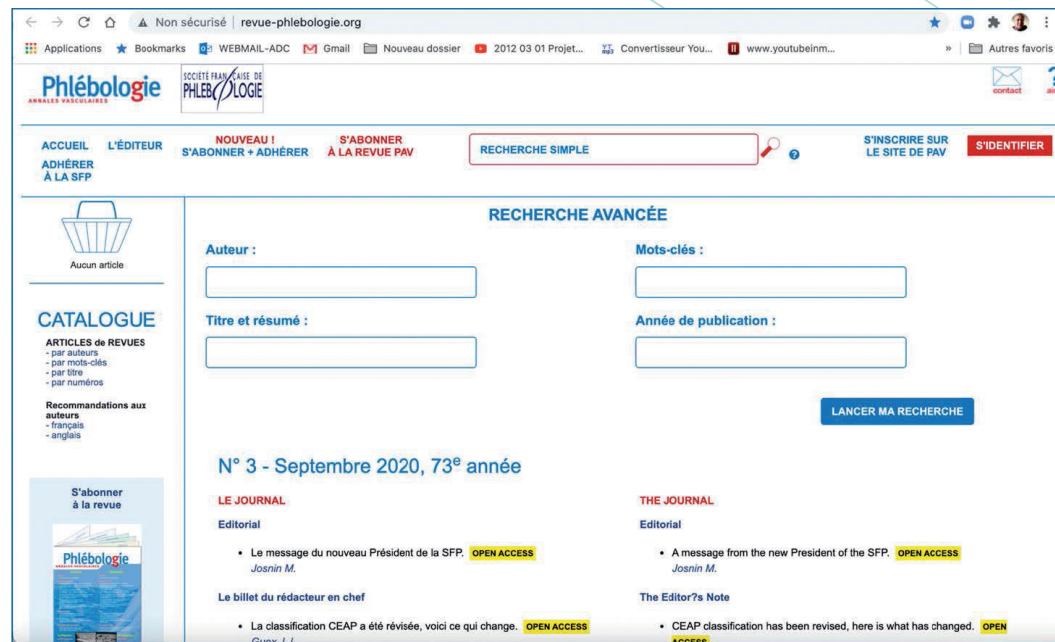 Non sécurisé | revue-phlebologie.org
Applications Bookmarks WEBMAIL-ADC Gmail Nouveau dossier 2012 03 01 Projet... Convertisseur You... www.youtubeinm... » Autres favoris
Phlébologie
ANNALES VASCULAIRES
SOCIÉTÉ FRANÇAISE DE
PHLEBOLOGIE
contact
ACCUEIL L'ÉDITEUR
ADHÉRER
À LA SFP
NOUVEAU !
S'ABONNER + ADHÉRER
S'ABONNER
À LA REVUE PAV
RECHERCHE SIMPLE
S'INSCRIRE SUR
LE SITE DE PAV
S'IDENTIFIER
Aucun article
CATALOGUE
ARTICLES de REVUES
- par auteurs
- par mots-clés
- par titre
- par numéros
Recommandations aux
auteurs
- français
- anglais
S'abonner
à la revue
Phlébologie
RECHERCHE AVANCÉE
Auteur :
Mots-clés :
Titre et résumé :
Année de publication :
LANCER MA RECHERCHE
N° 3 - Septembre 2020, 73e année
LE JOURNAL
Editorial
• Le message du nouveau Président de la SFP. OPEN ACCESS
Josnin M.
Le billet du rédacteur en chef
• La classification CEAP a été révisée, voici ce qui change. OPEN ACCESS
THE JOURNAL
Editorial
• A message from the new President of the SFP. OPEN ACCESS
Josnin M.
The Editor?s Note
• CEAP classification has been revised, here is what has changed. OPEN
ACCESS